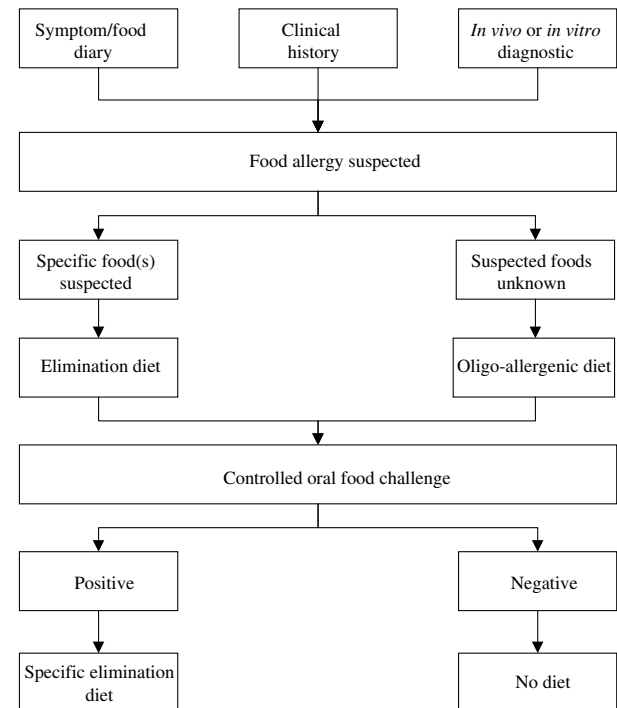 Symptom/food
diary
Clinical
history
In vivo or in vitro
diagnostic
Food allergy suspected
Specific food(s)
suspected
Suspected foods
unknown
Elimination diet
Oligo-allergenic diet
Controlled oral food challenge
Positive
Negative
Specific elimination
diet
No diet